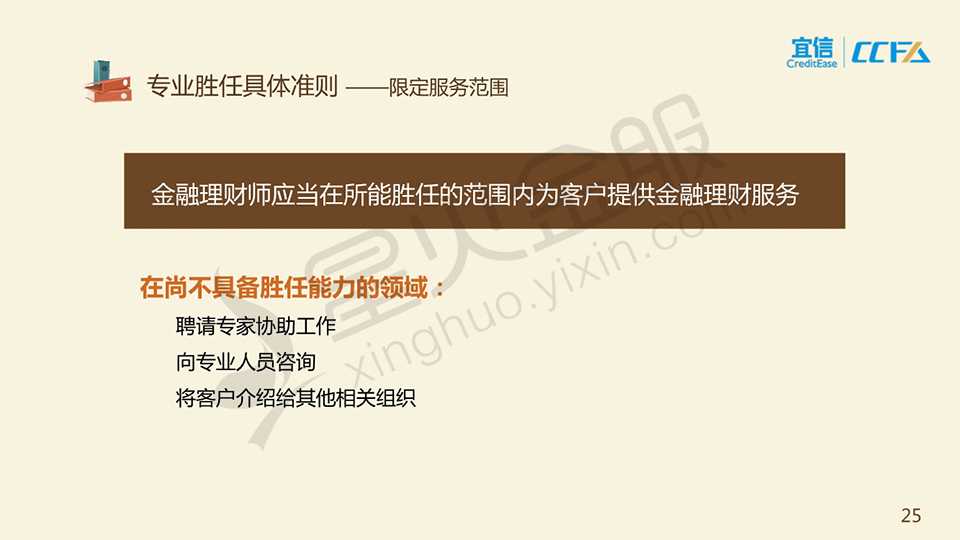 宜信
CreditEase
CCFA
专业胜任具体准则 ——限定服务范围
金融理财师应当在所能胜任的范围内为客户提供金融理财服务
星火金服
xinghuo.yixin.com
在尚不具备胜任能力的领域：
聘请专家协助工作
向专业人员咨询
将客户介绍给其他相关组织
25